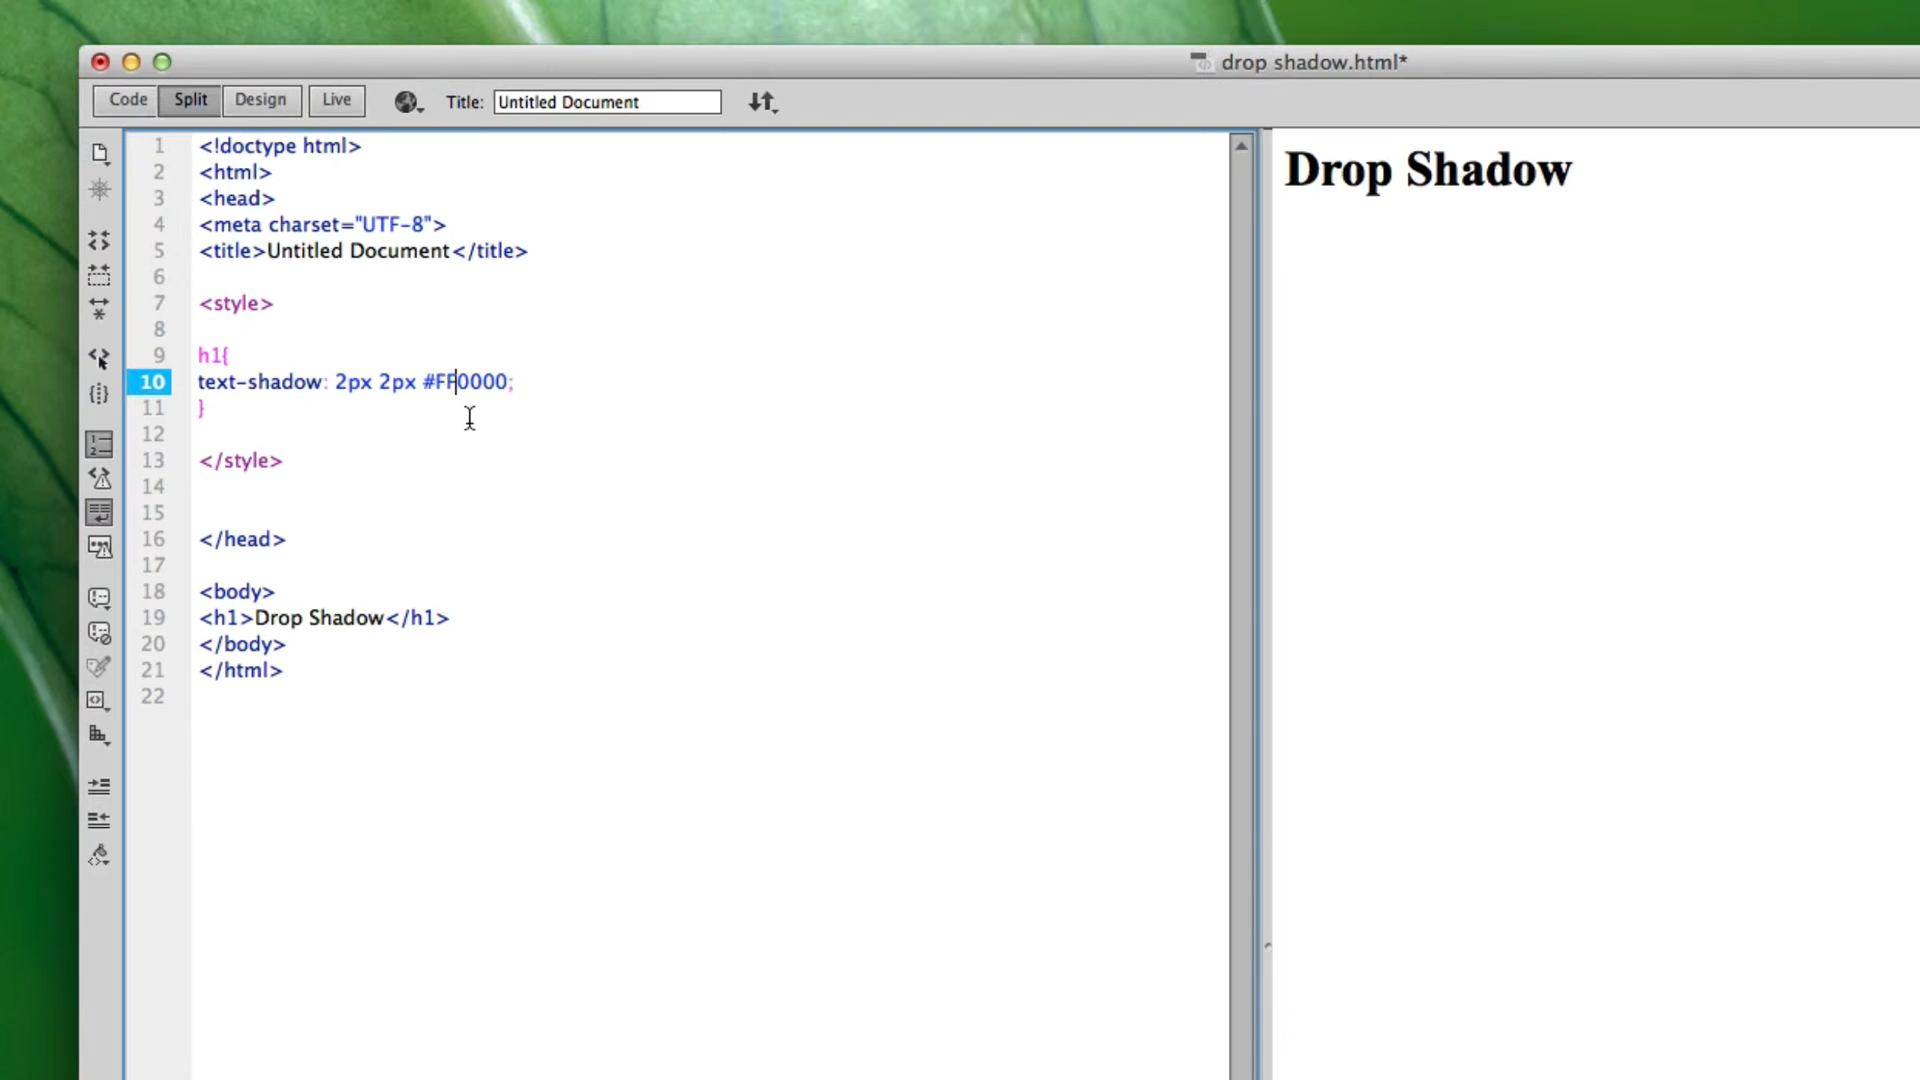 drop shadow.html*
Code Split Design Live Title: Untitled Document
1 <!doctype html>
2 <html>
3 <head>
4 <meta charset="UTF-8">
5 <title>Untitled Document</title>
6
7 <style>
8
9 h1{
10 text-shadow: 2px 2px #FF0000;
11 }
12
13 </style>
14
15
16 </head>
17
18 <body>
19 <h1>Drop Shadow</h1>
20 </body>
21 </html>
22
Drop Shadow